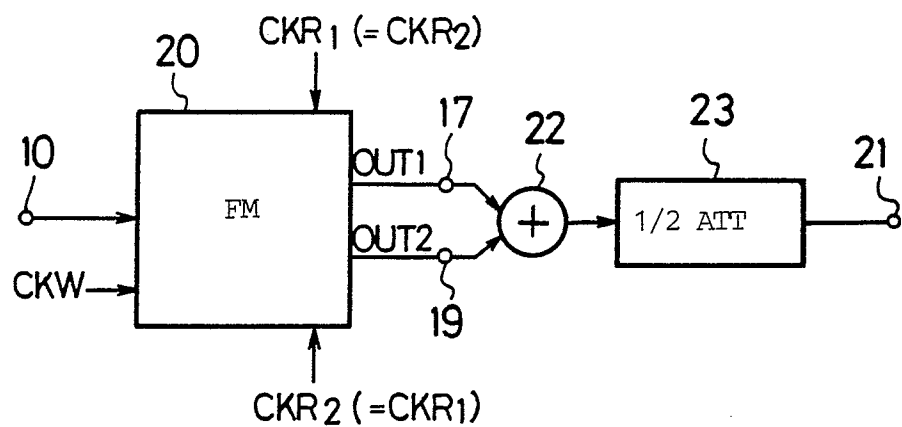 CKR1 (=CKR2)
20
10
17
22
23
21
OUT1
FM
1/2 ATT
OUT2
CKW
19
CKR2 (=CKR1)